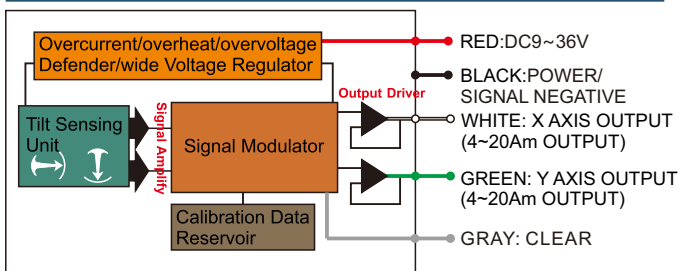 Overcurrent/overheat/overvoltage
Defender/wide Voltage Regulator
RED:DC9~36V
BLACK:POWER/
SIGNAL NEGATIVE
Output Driver
WHITE: X AXIS OUTPUT
(4~20Am OUTPUT)
Tilt Sensing
Unit
Signal Amplify
Signal Modulator
GREEN: Y AXIS OUTPUT
(4~20Am OUTPUT)
Calibration Data
Reservoir
GRAY: CLEAR